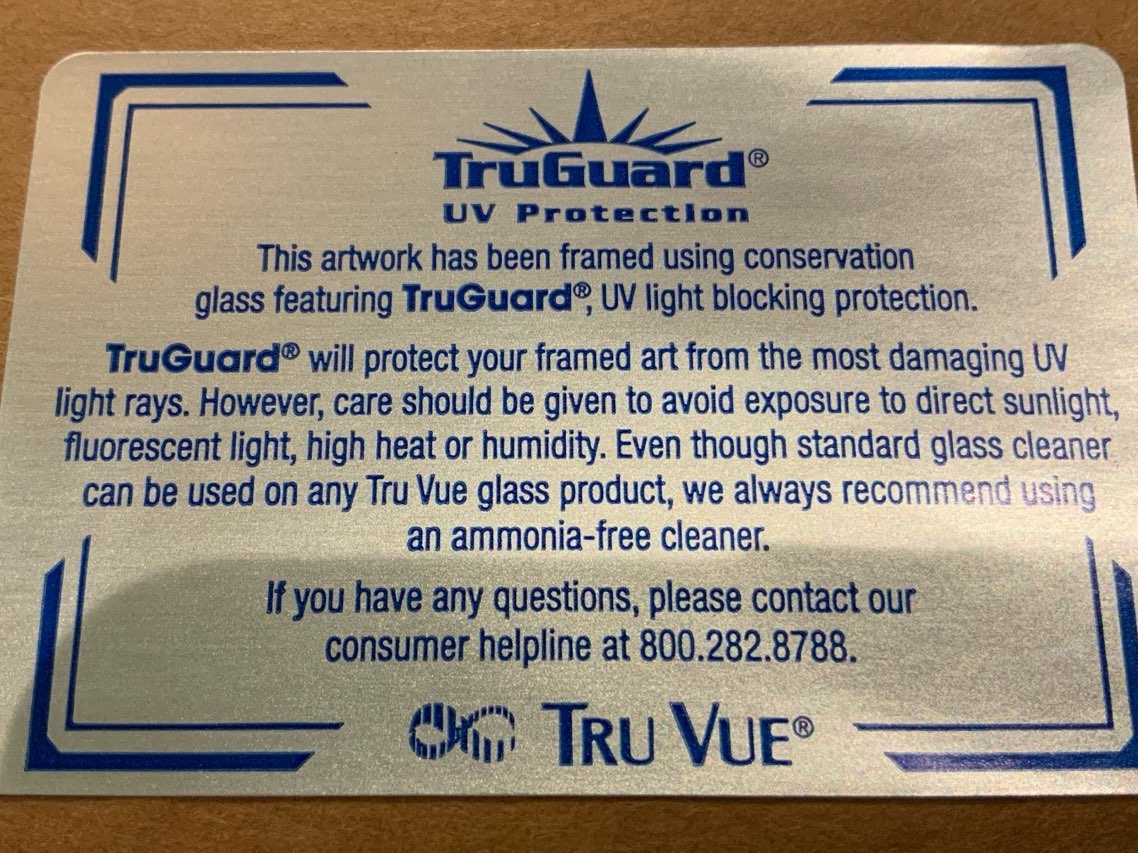 TruGuard®
UV Protection
This artwork has been framed using conservation
glass featuring TruGuard®, UV light blocking protection.
TruGuard® will protect your framed art from the most damaging UV
light rays. However, care should be given to avoid exposure to direct sunlight,
fluorescent light, high heat or humidity. Even though standard glass cleaner
can be used on any Tru Vue glass product, we always recommend using
an ammonia-free cleaner.
If you have any questions, please contact our
consumer helpline at 800.282.8788.
TRU VUE®